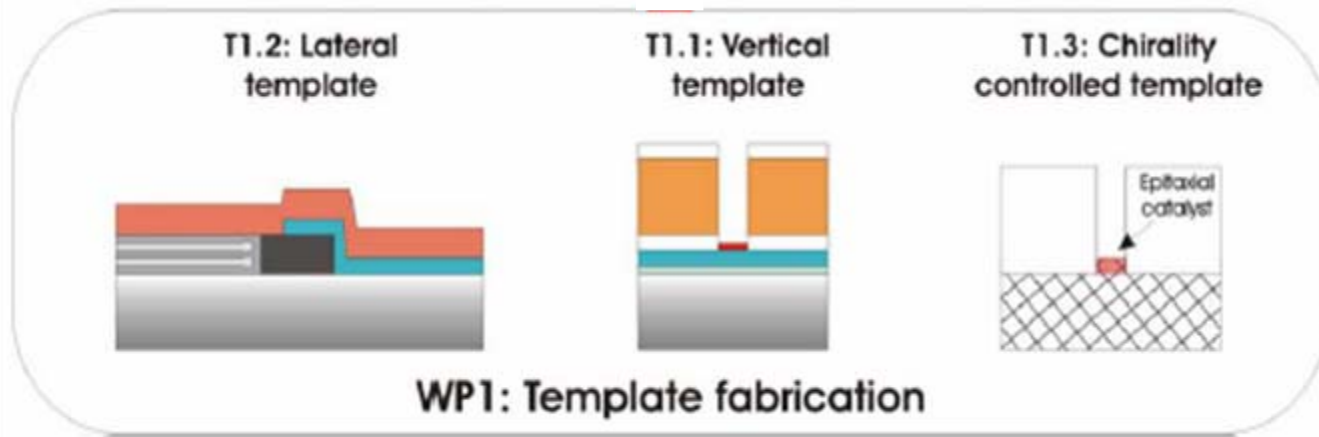 T1.2: Lateral
template
T1.1: Vertical
template
T1.3: Chirality
controlled template
Epitaxial
catalyst
WP1: Template fabrication